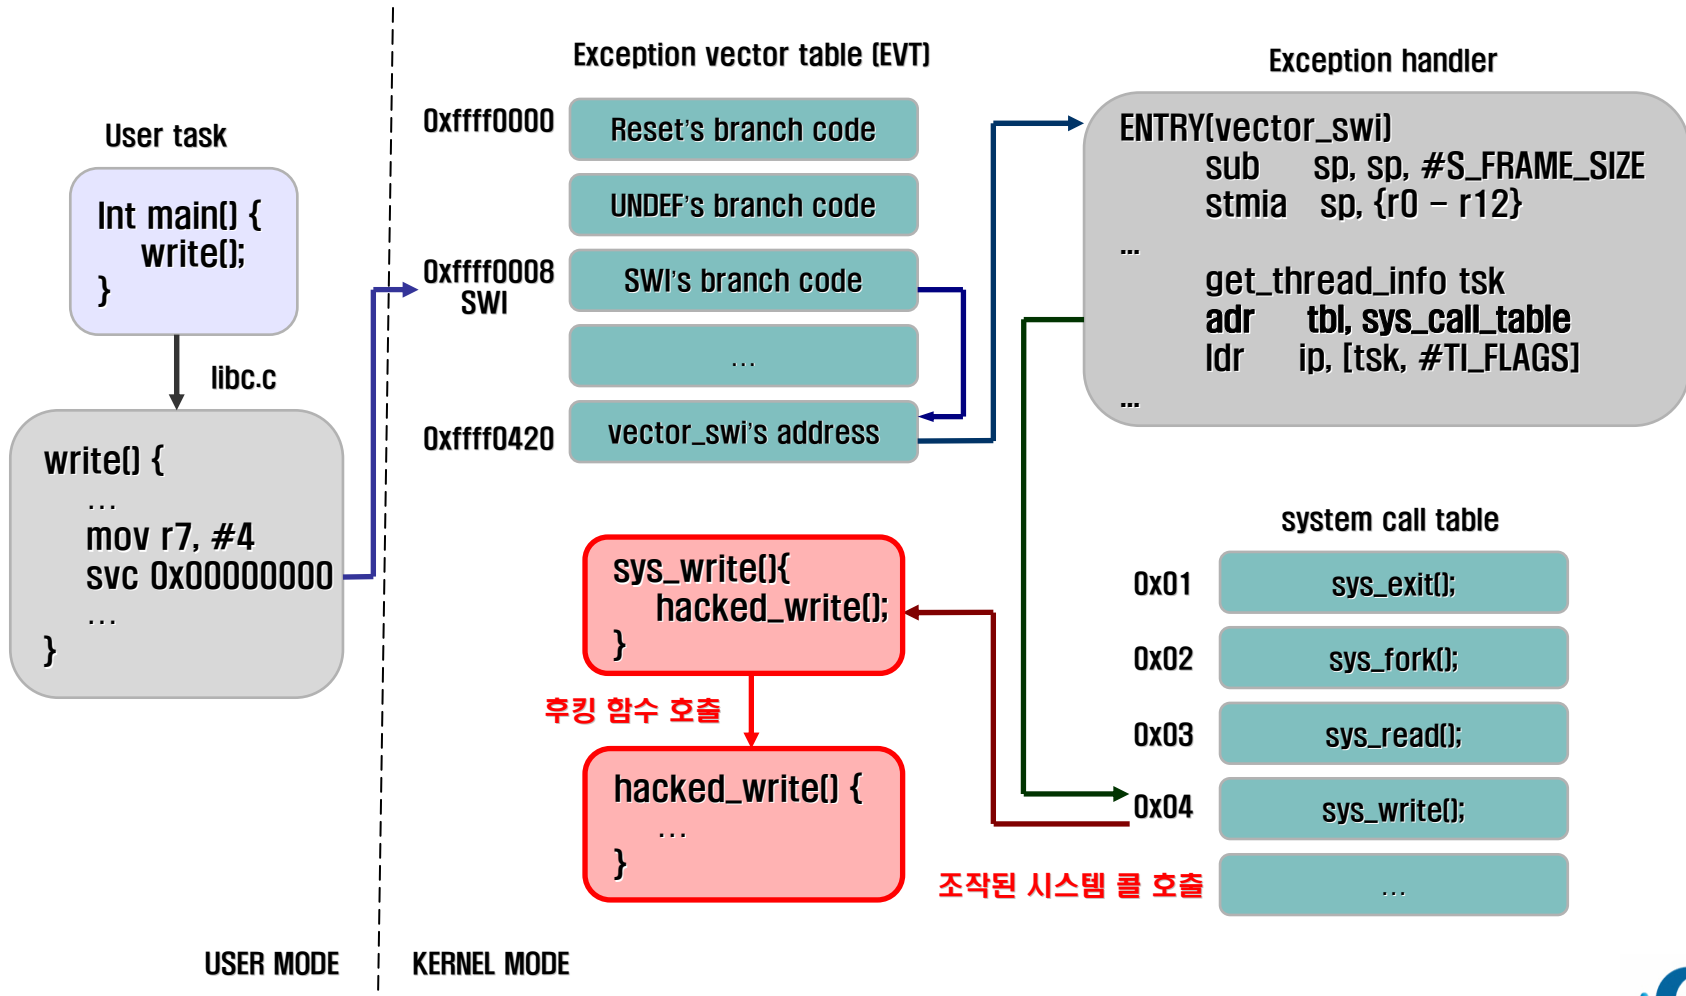 Exception vector table (EVT)
Exception handler
User task
Int main() {
write();
}
libc.c
write() {
...
mov r7, #4
svc 0x00000000
...
}
0xffff0000
Reset's branch code
UNDEF's branch code
0xffff0008
SWI
SWI's branch code
...
0xffff0420
vector_swi's address
ENTRY(vector_swi)
sub sp, sp, #S_FRAME_SIZE
stmia sp, {r0 – r12}
...
get_thread_info tsk
adr tbl, sys_call_table
ldr ip, [tsk, #TI_FLAGS]
...
sys_write(){
hacked_write();
}
후킹 함수 호출
hacked_write() {
...
}
system call table
0x01 sys_exit();
0x02 sys_fork();
0x03 sys_read();
0x04 sys_write();
조작된 시스템 콜 호출
...
USER MODE
KERNEL MODE